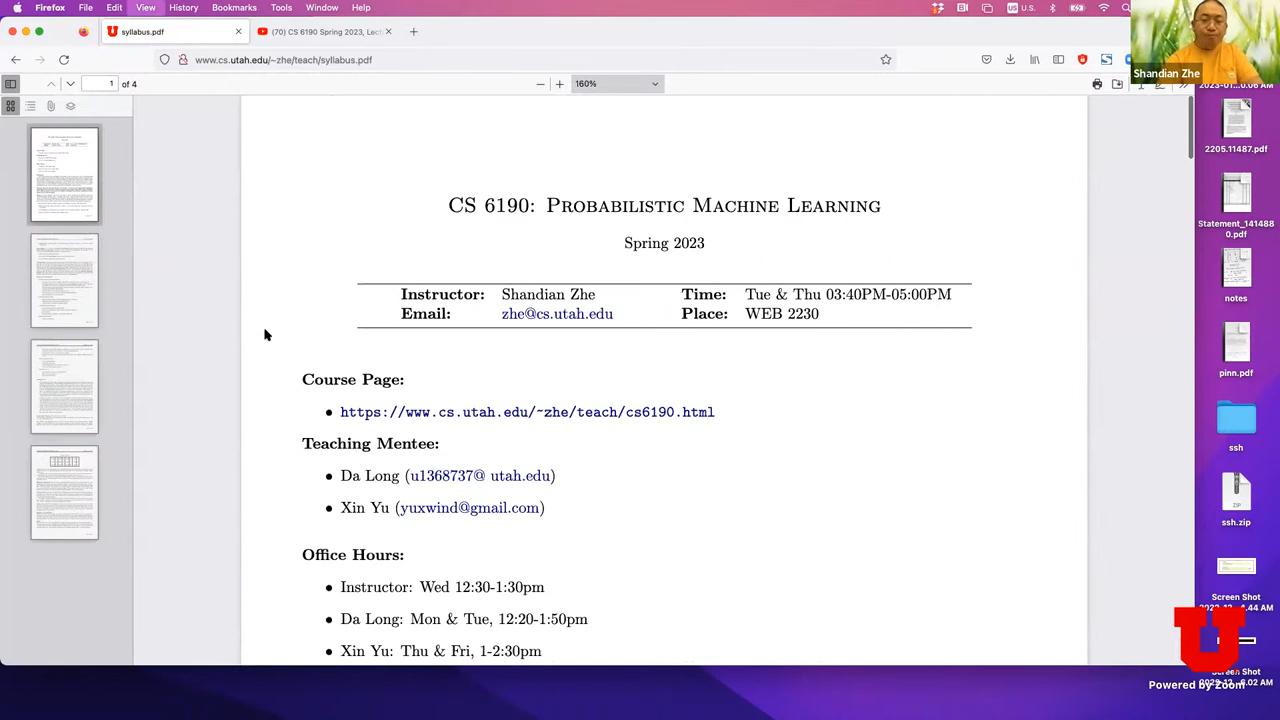 Firefox File Edit View History Bookmarks Tools Window Help
U.S.
syllabus.pdf
(70) CS 6190 Spring 2023, Lect
www.cs.utah.edu/~zhe/teach/syllabus.pdf
1 of 4
160%
CS 6190: Probabilistic Machine Learning
Spring 2023
Instructor: Shandian Zhe Time: Tue & Thu 03:40PM-05:00PM
Email: zhe@cs.utah.edu Place: WEB 2230
Course Page:
• https://www.cs.utah.edu/~zhe/teach/cs6190.html
Teaching Mentee:
• Da Long (u1368737@ utah.edu)
• Xin Yu (yuxwind@gmail.com)
Office Hours:
• Instructor: Wed 12:30-1:30pm
• Da Long: Mon & Tue, 12:20-1:50pm
• Xin Yu: Thu & Fri, 1-2:30pm
Shandian Zhe
2205.11487.pdf
Statement_141488
0.pdf
notes
pinn.pdf
ssh
ZIP
ssh.zip
Screen Shot
Screen Shot
Powered by Zoom